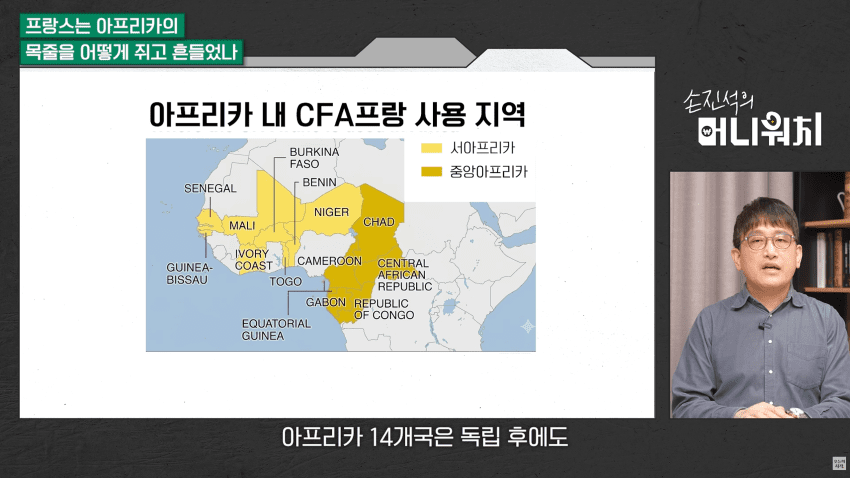 프랑스는 아프리카의
목줄을 어떻게 쥐고 흔들었나
아프리카 내 CFA프랑 사용 지역
서아프리카
중앙아프리카
BURKINA
FASO
BENIN
SENEGAL
NIGER
CHAD
MALI
IVORY
COAST
CAMEROON
CENTRAL
AFRICAN
REPUBLIC
GUINEA-
BISSAU
TOGO
GABON
REPUBLIC
OF CONGO
EQUATORIAL
GUINEA
손진석의
머니워치
아프리카 14개국은 독립 후에도